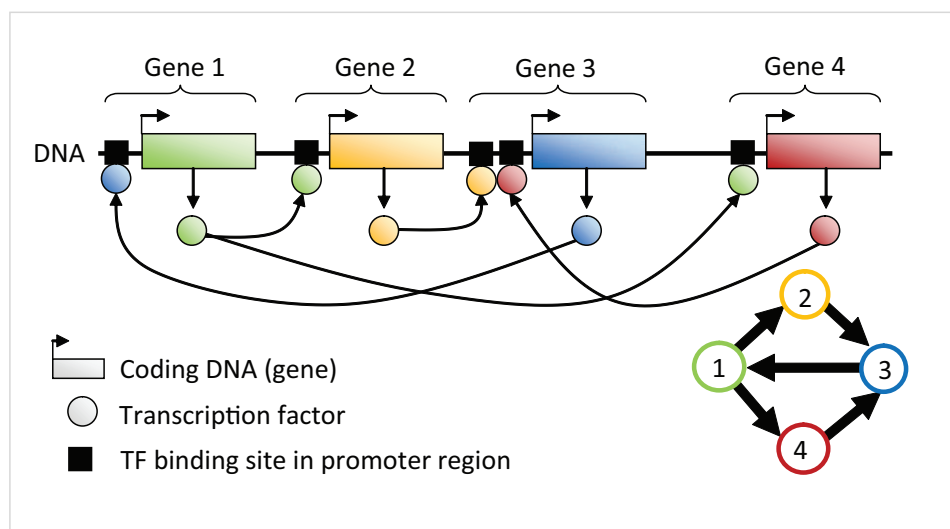 Gene 1
Gene 2
Gene 3
Gene 4
DNA
Coding DNA (gene)
Transcription factor
TF binding site in promoter region
2
1
3
4